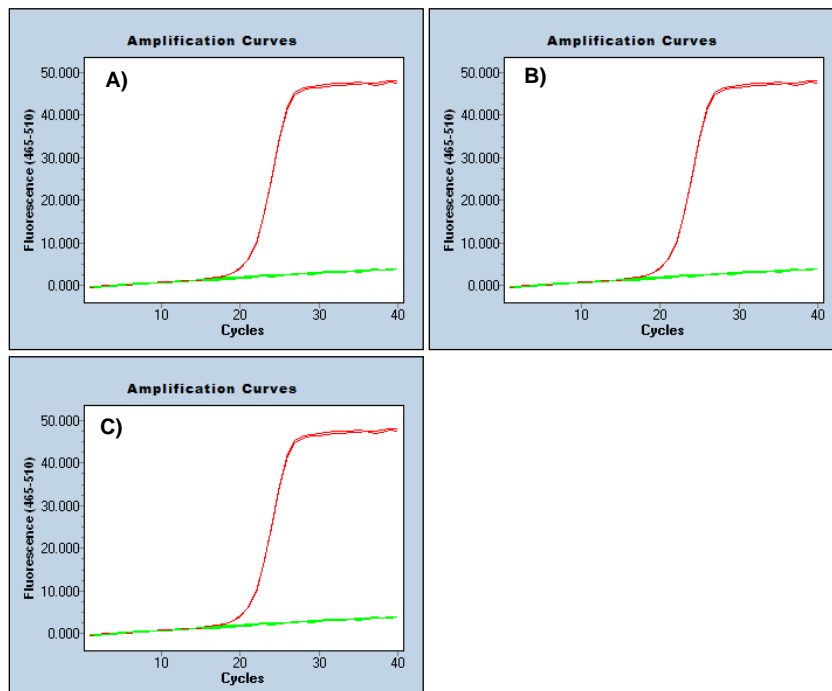 Amplification Curves
A)
Fluorescence (465-510)
50.000
40.000
30.000
20.000
10.000
0.000
10 20 30 40
Cycles
Amplification Curves
B)
Fluorescence (465-510)
50.000
40.000
30.000
20.000
10.000
0.000
10 20 30 40
Cycles
Amplification Curves
C)
Fluorescence (465-510)
50.000
40.000
30.000
20.000
10.000
0.000
10 20 30 40
Cycles